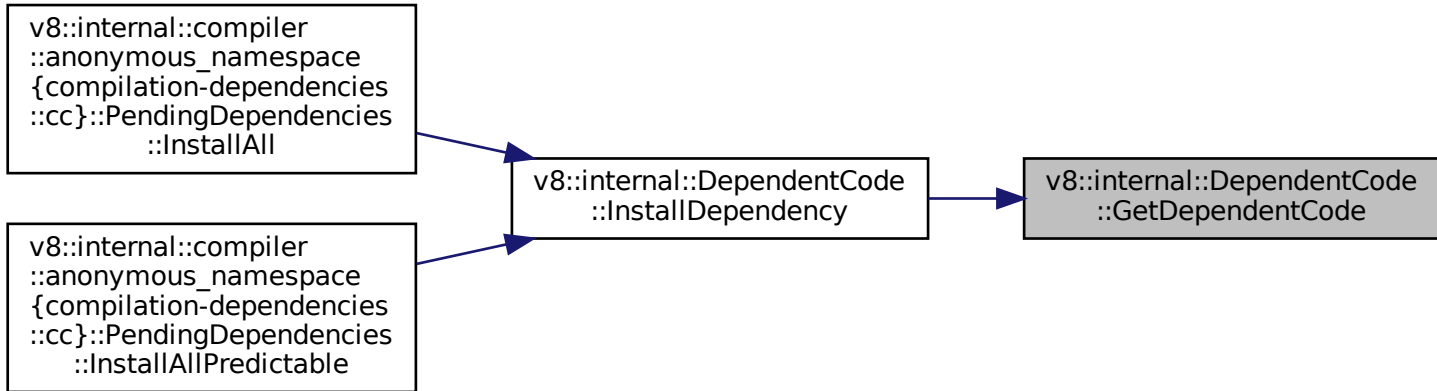 v8::internal::compiler
::anonymous_namespace
{compilation-dependencies
::cc}::PendingDependencies
::InstallAll
v8::internal::compiler
::anonymous_namespace
{compilation-dependencies
::cc}::PendingDependencies
::InstallAllPredictable
v8::internal::DependentCode
::InstallDependency
v8::internal::DependentCode
::GetDependentCode